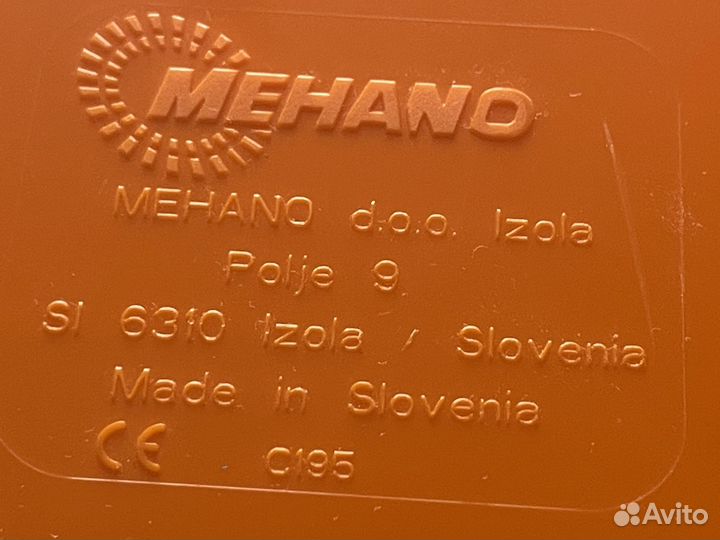 MEHANO
MEHANO d.o.o. Izola
Polje 9
SI 6310 Izola / Slovenia
Made in Slovenia
CE C195
Avito